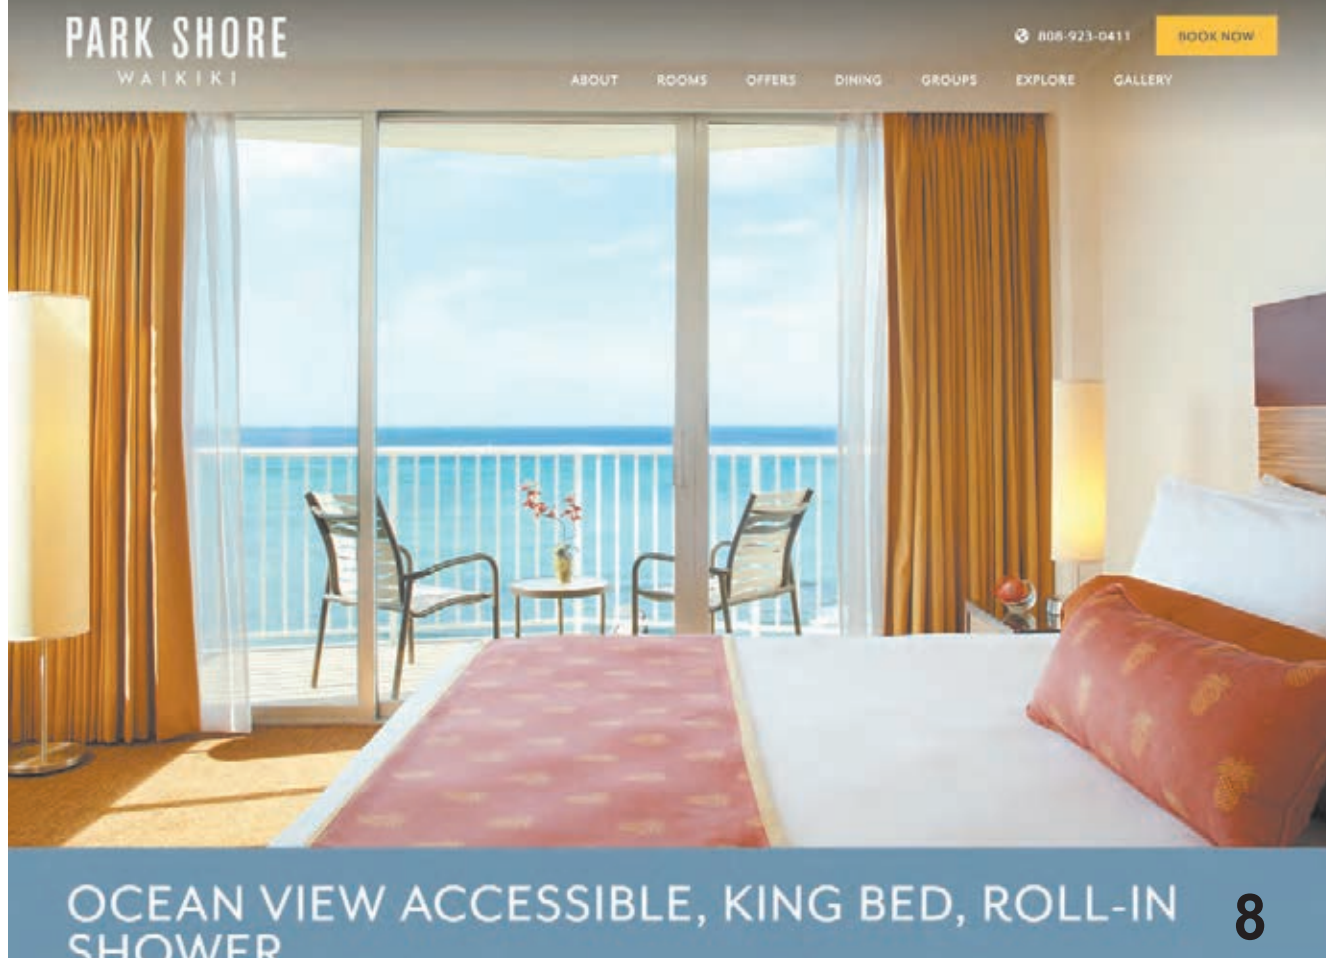 PARK SHORE
WAIKIKI
808-923-0411
BOOK NOW
ABOUT ROOMS OFFERS DINING GROUPS EXPLORE GALLERY
OCEAN VIEW ACCESSIBLE, KING BED, ROLL-IN
SHOWER
8